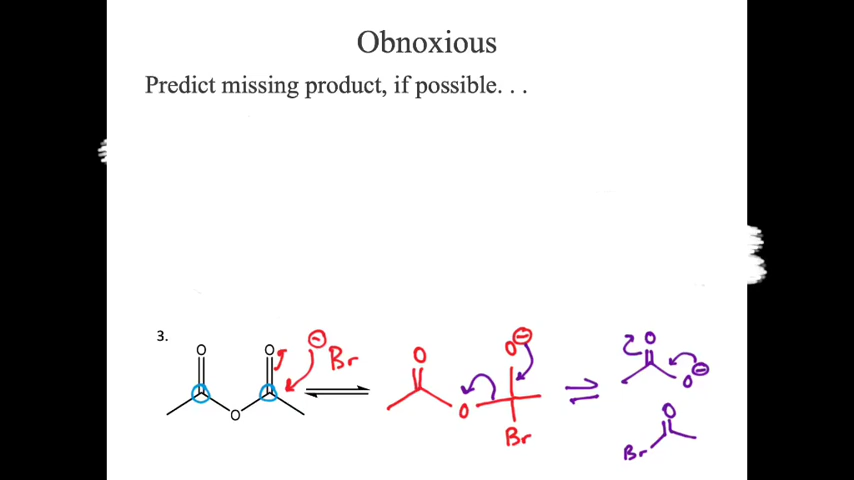 Obnoxious
Predict missing product, if possible. . .
3.
O O ⊖ Br
O
O O ⊖
O
Br
O O ⊖
O
Br